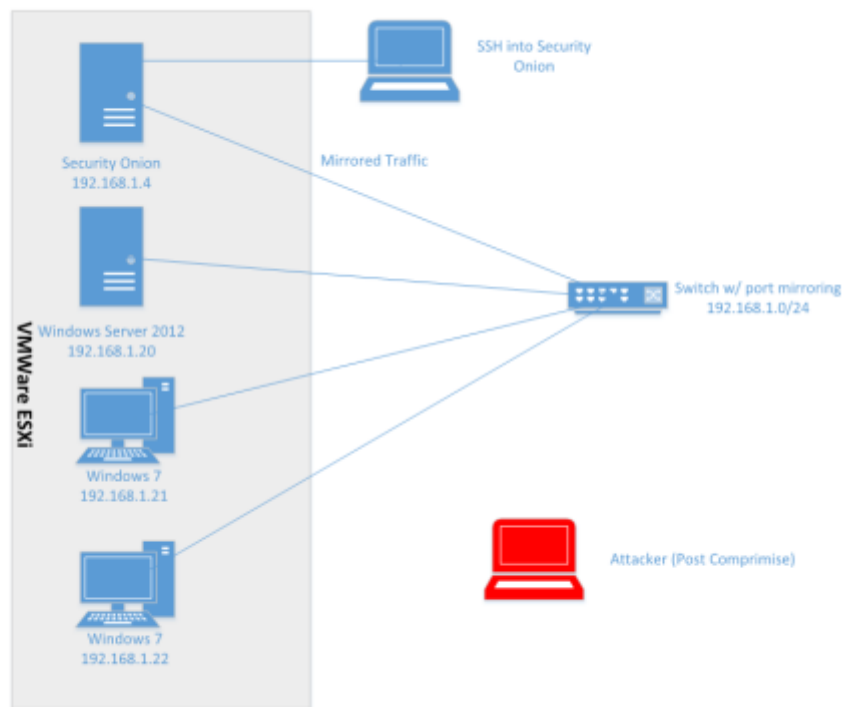 SSH into Security
Onion
Security Onion
192.168.1.4
Mirrored Traffic
Switch w/ port mirroring
192.168.1.0/24
Windows Server 2012
192.168.1.20
VMWare ESXi
Windows 7
192.168.1.21
Attacker (Post Comprimise)
Windows 7
192.168.1.22